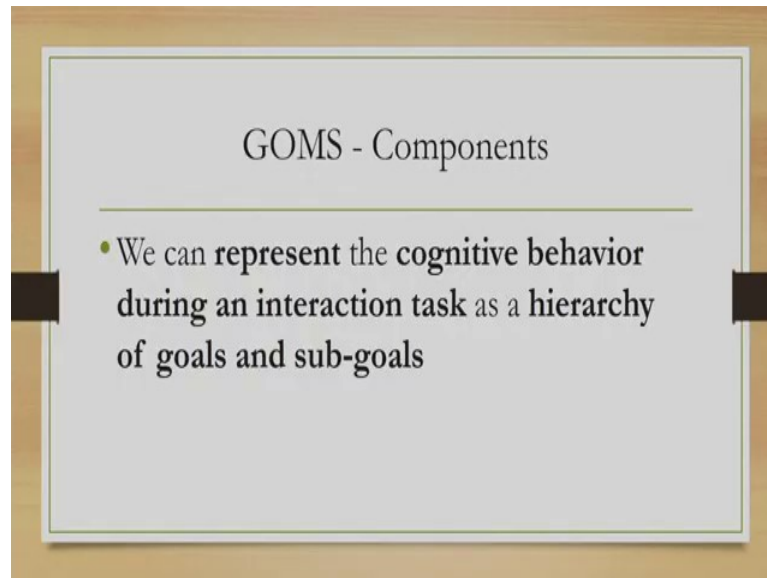 GOMS - Components
• We can represent the cognitive behavior
during an interaction task as a hierarchy
of goals and sub-goals